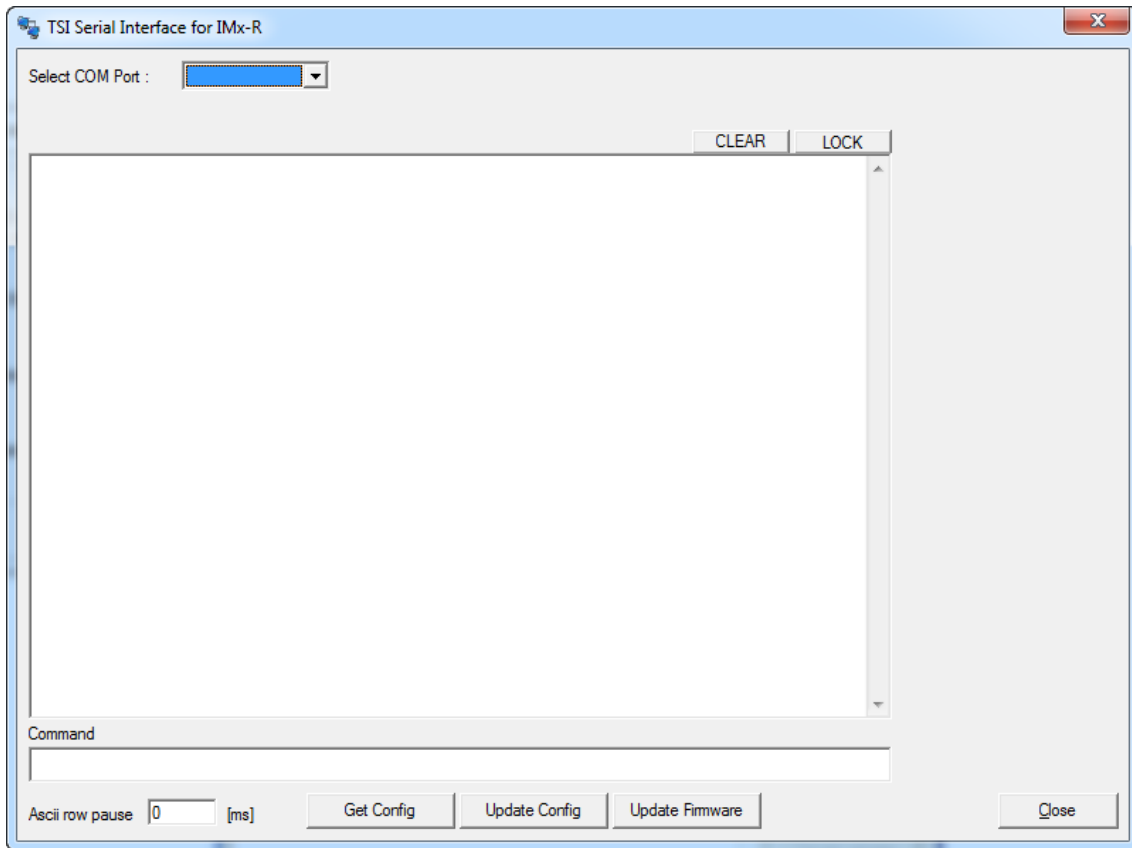 TSI Serial Interface for IMx-R
Select COM Port :
CLEAR LOCK
Command
Ascii row pause 0 [ms] Get Config Update Config Update Firmware Close